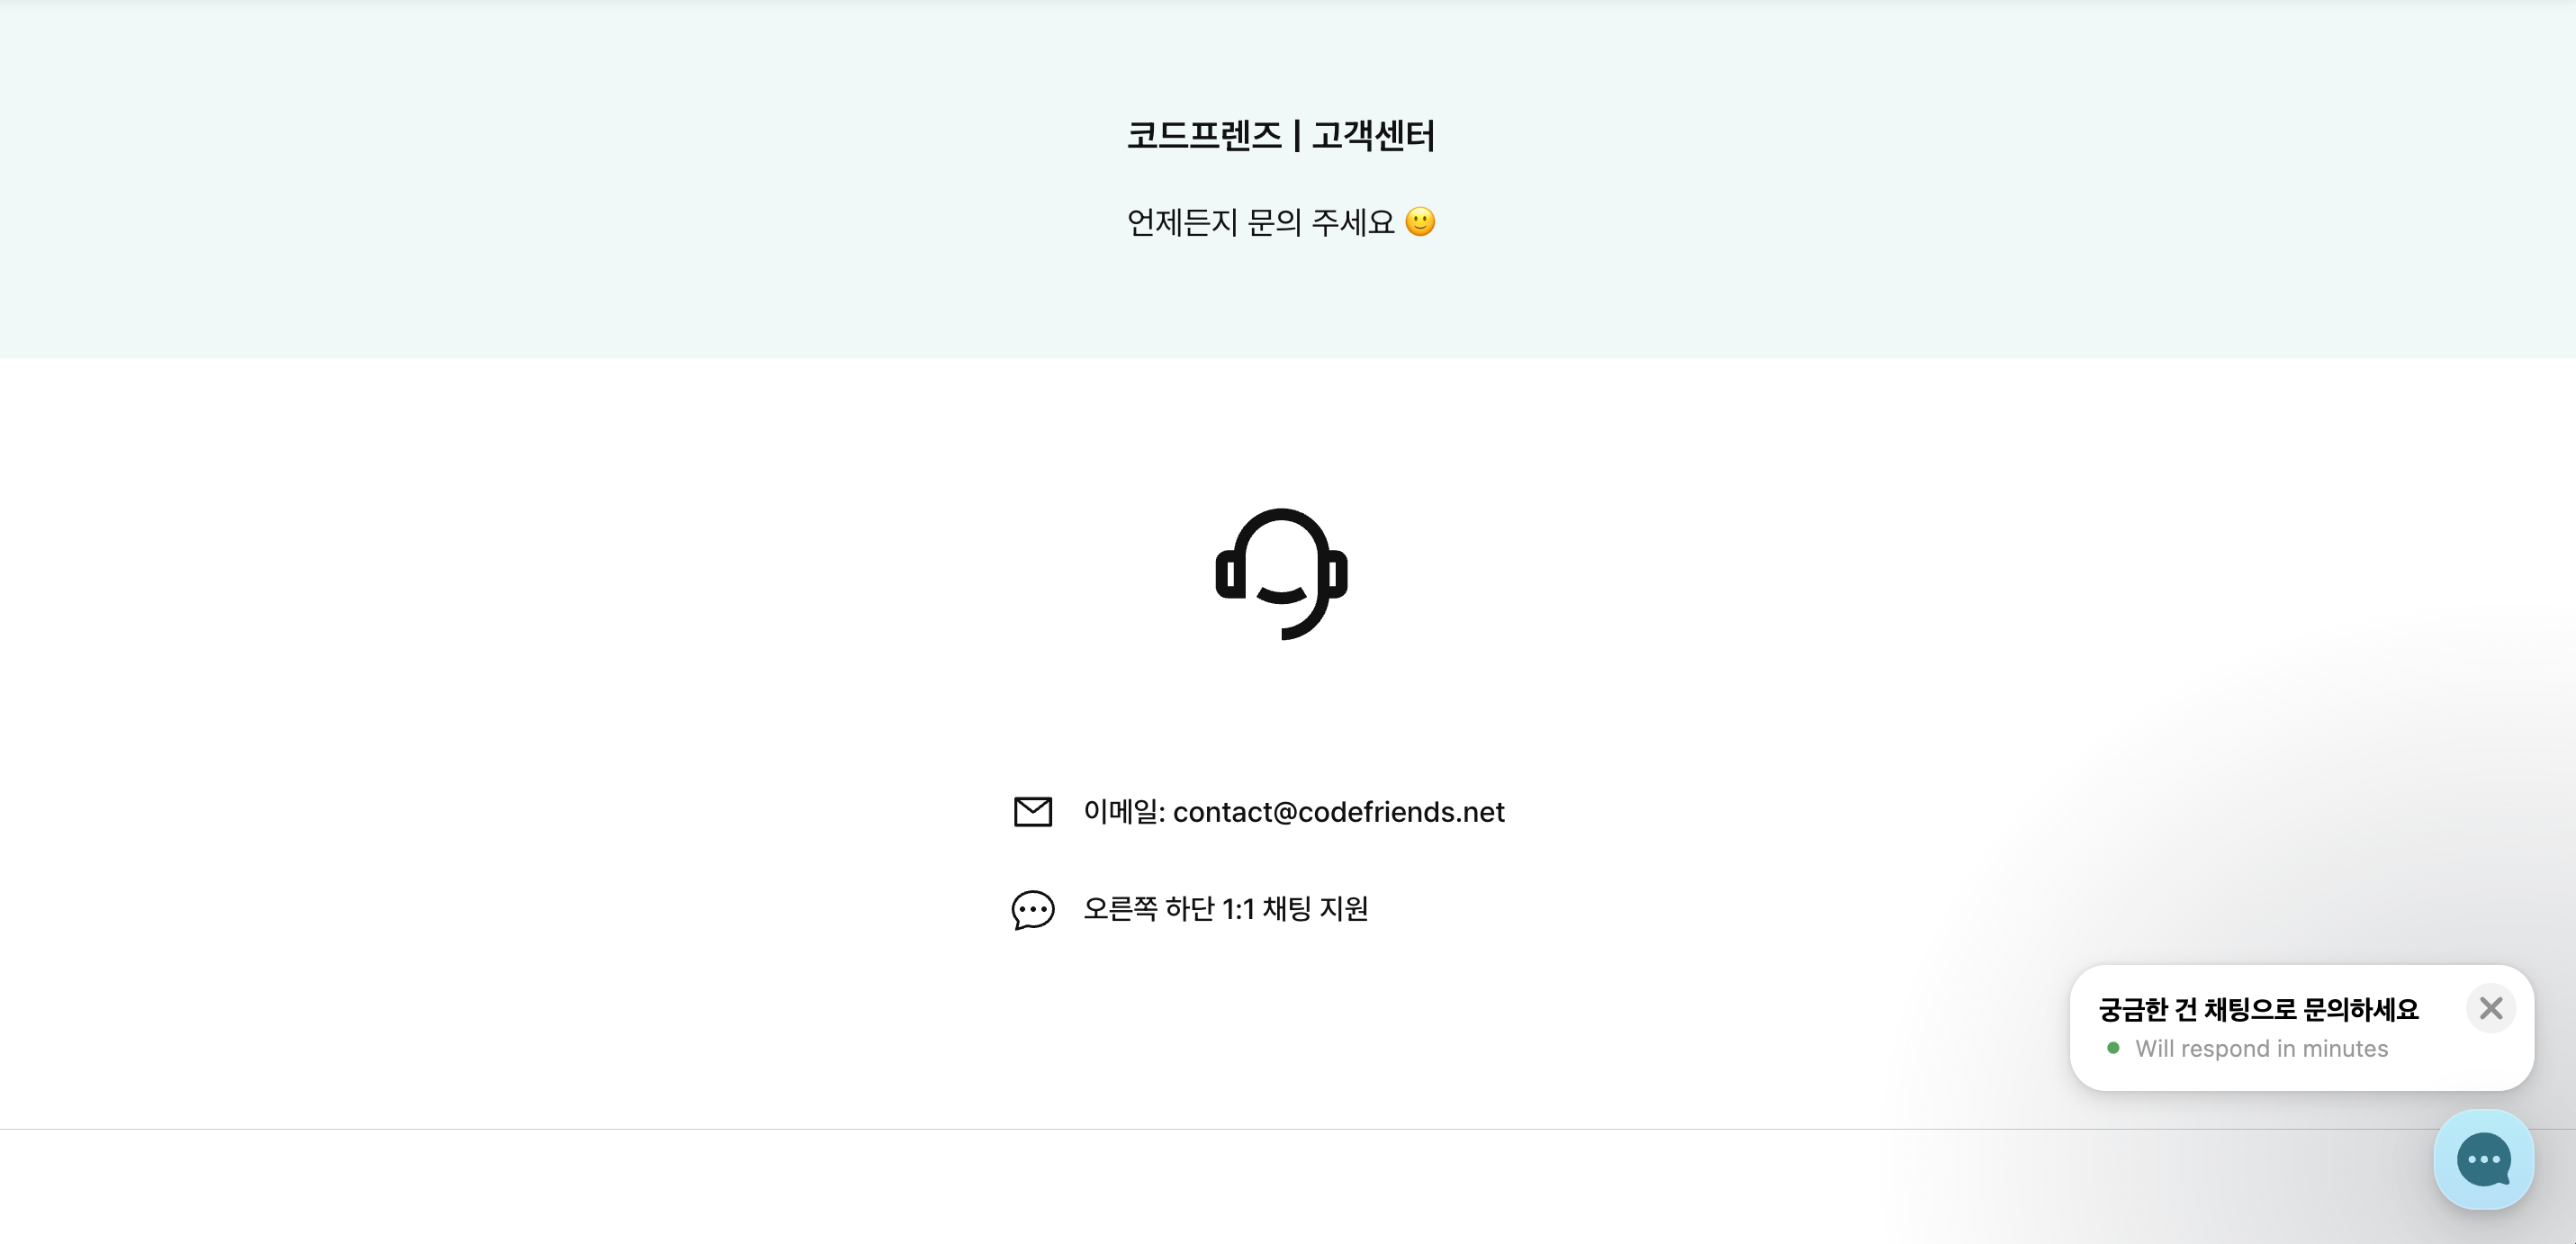 코드프렌즈 | 고객센터
언제든지 문의 주세요 🙂
이메일: contact@codefriends.net
오른쪽 하단 1:1 채팅 지원
궁금한 건 채팅으로 문의하세요
Will respond in minutes